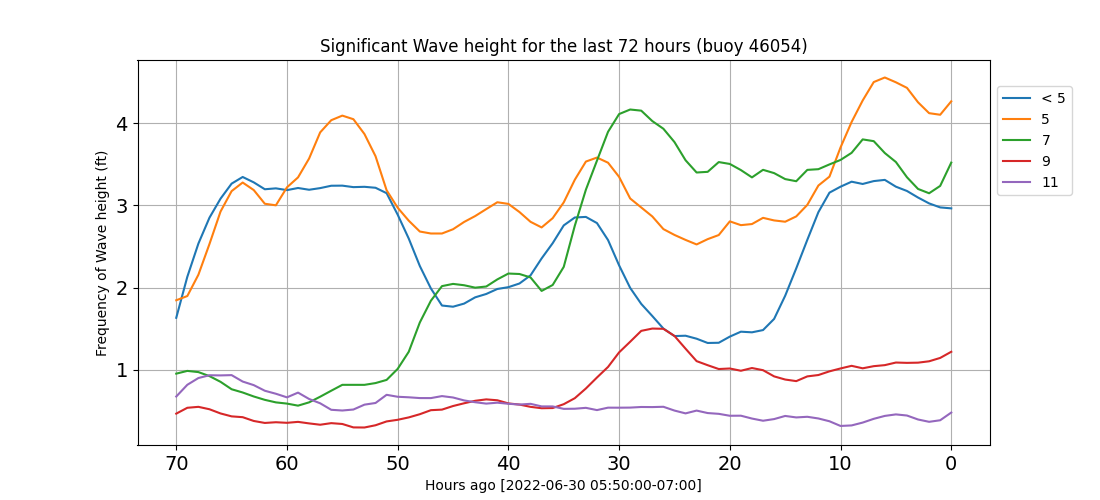 Significant Wave height for the last 72 hours (buoy 46054)
Frequency of Wave height (ft)
4
3
2
1
70 60 50 40 30 20 10 0
Hours ago [2022-06-30 05:50:00-07:00]
< 5
5
7
9
11